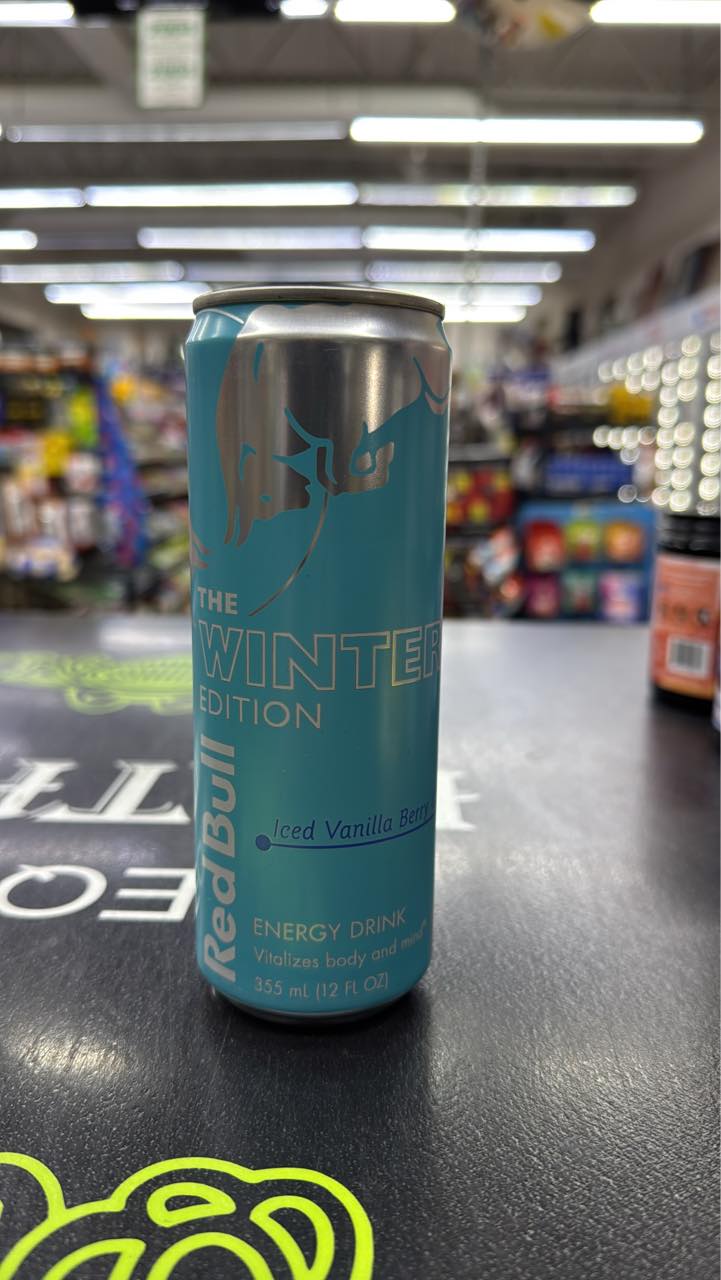 THE
WINTER
EDITION
Red Bull
Iced Vanilla Berry
ENERGY DRINK
Vitalizes body and mind®
355 ml (12 FL OZ)